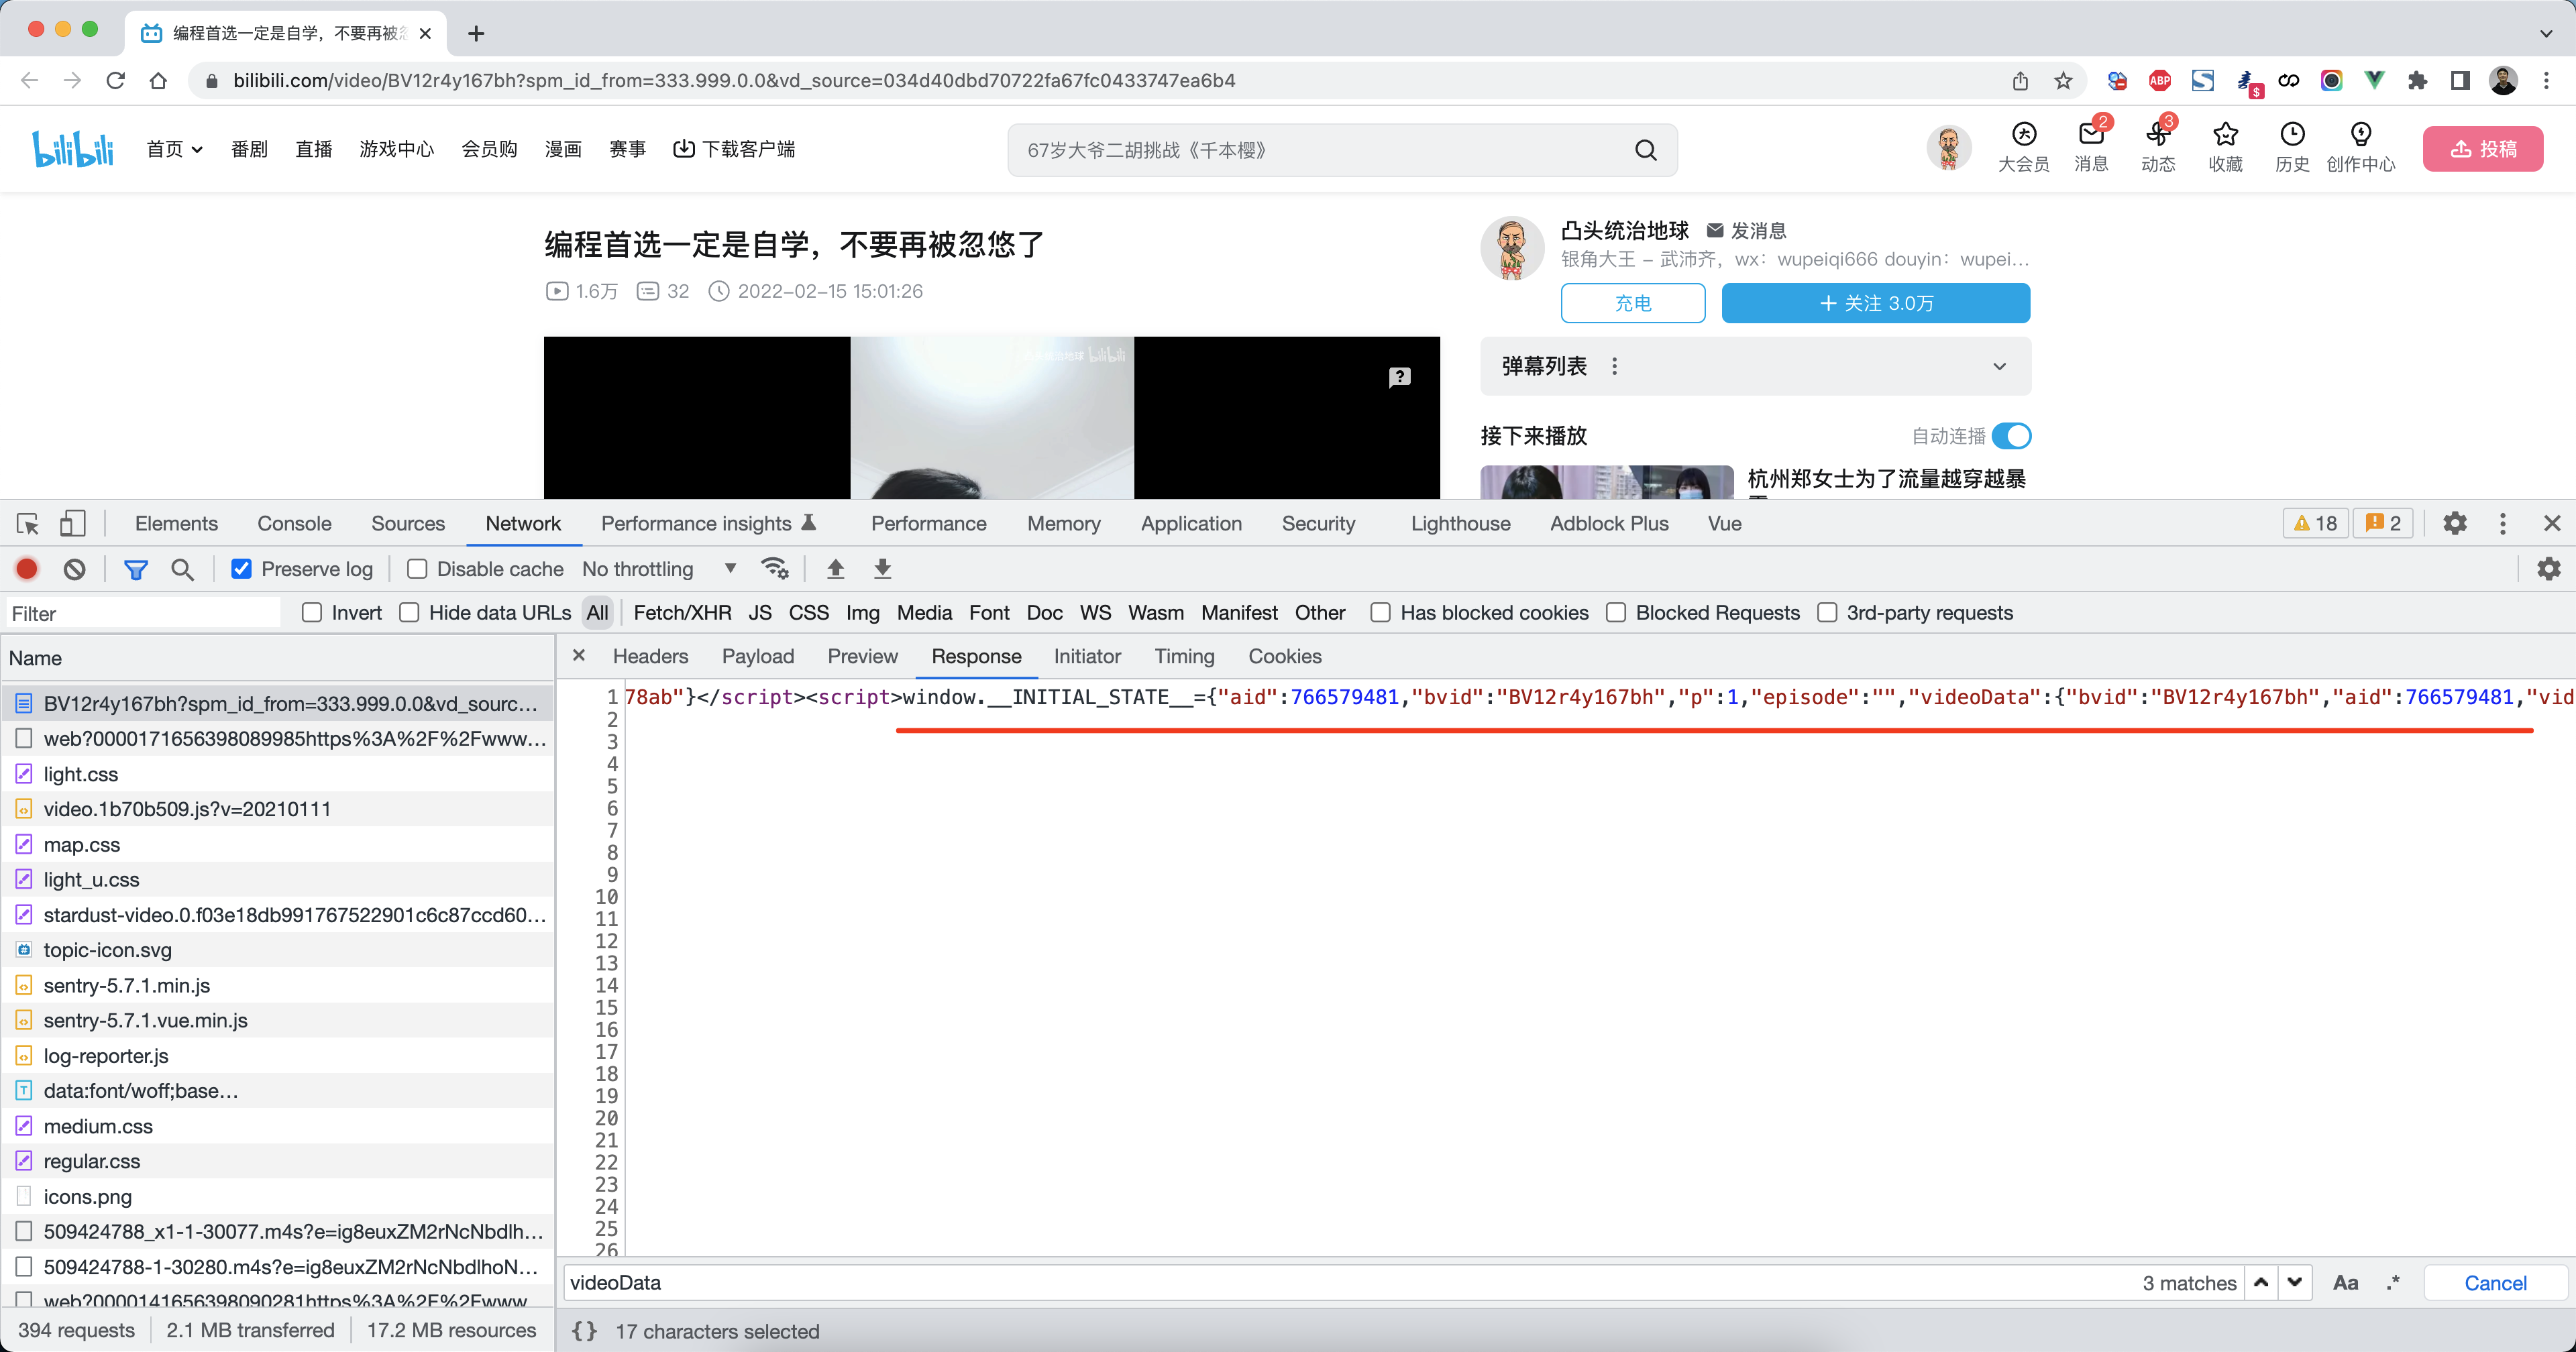 编程首选一定是自学，不要再被忽
bilibili.com/video/BV12r4y167bh?spm_id_from=333.999.0.0&vd_source=034d40dbd70722fa67fc0433747ea6b4
ABP
$
bilibili 首页 番剧 直播 游戏中心 会员购 漫画 赛事 下载客户端
67岁大爷二胡挑战《千本樱》
大会员 2 消息 3 动态 收藏 历史 创作中心 投稿
编程首选一定是自学，不要再被忽悠了
1.6万 32 2022-02-15 15:01:26
凸头统治地球 发消息
银角大王 - 武沛齐，wx：wupeiqi666 douyin：wupei...
充电 + 关注 3.0万
凸头统治地球 bilibili
弹幕列表
接下来播放 自动连播
杭州郑女士为了流量越穿越暴
Elements Console Sources Network Performance insights Performance Memory Application Security Lighthouse Adblock Plus Vue 18 2
Preserve log Disable cache No throttling
Filter Invert Hide data URLs All Fetch/XHR JS CSS Img Media Font Doc WS Wasm Manifest Other Has blocked cookies Blocked Requests 3rd-party requests
Name
Headers Payload Preview Response Initiator Timing Cookies
BV12r4y167bh?spm_id_from=333.999.0.0&vd_sourc...
web?0000171656398089985https%3A%2F%2Fwww...
light.css
video.1b70b509.js?v=20210111
map.css
light_u.css
stardust-video.0.f03e18db991767522901c6c87ccd60...
topic-icon.svg
sentry-5.7.1.min.js
sentry-5.7.1.vue.min.js
log-reporter.js
data:font/woff;base...
medium.css
regular.css
icons.png
509424788_x1-1-30077.m4s?e=ig8euxZM2rNcNbdlh...
509424788-1-30280.m4s?e=ig8euxZM2rNcNbdlhoN...
web?0000141656398090281https%3A%2F%2Fwww
394 requests 2.1 MB transferred 17.2 MB resources
1 78ab"}</script><script>window.__INITIAL_STATE__={"aid":766579481,"bvid":"BV12r4y167bh","p":1,"episode":"","videoData":{"bvid":"BV12r4y167bh","aid":766579481,"vid
2
3
4
5
6
7
8
9
10
11
12
13
14
15
16
17
18
19
20
21
22
23
24
25
26
videoData 3 matches Aa .* Cancel
{} 17 characters selected